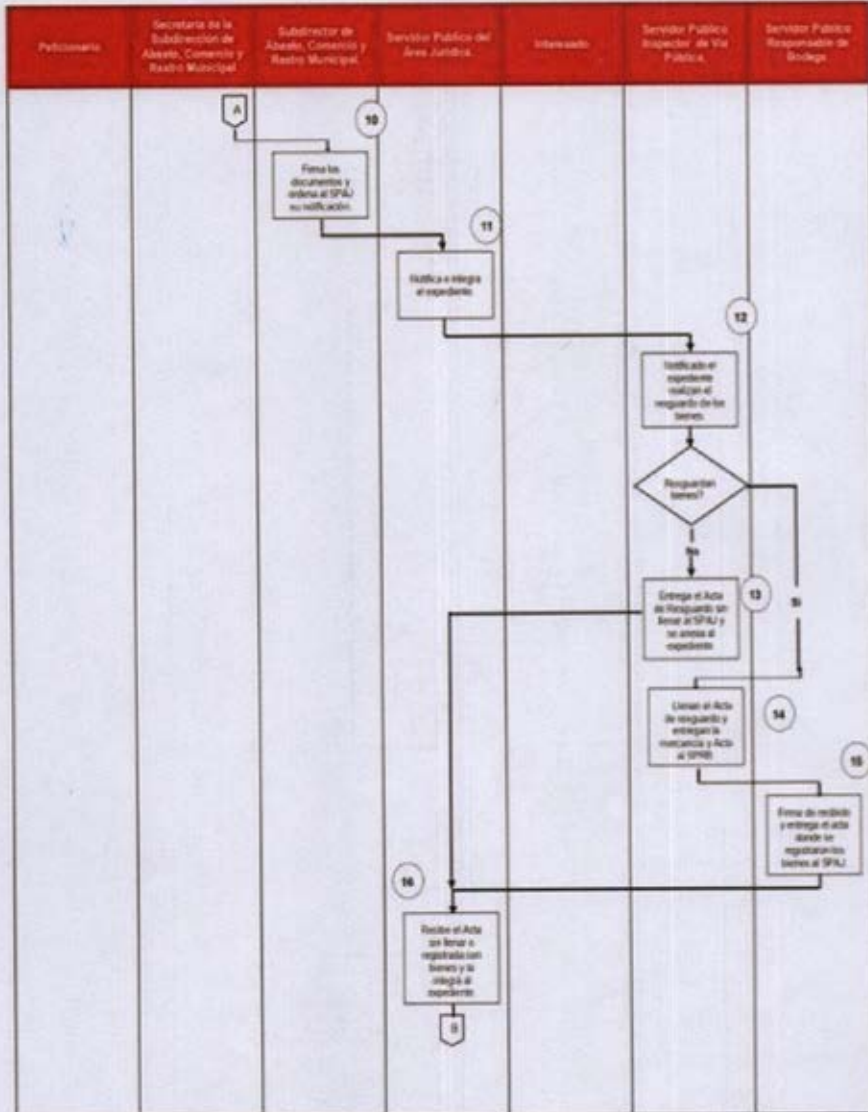 Peticionario
Secretaria de la
Subdirección de
Abasto, Comercio y
Rastro Municipal
Subdirector de
Abasto, Comercio y
Rastro Municipal.
Servidor Público del
Área Jurídica.
Interesado
Servidor Público
Inspector de Vía
Pública.
Servidor Público
Responsable de
Bodega.
A
10
Firma los
documentos y
ordena al SPAJ
su notificación.
11
Notifica e integra
el expediente
12
Notificado el
expediente
realizan el
resguardo de los
bienes.
Resguardan
bienes?
No
Si
13
Entrega el Acta
de Resguardo sin
llenar al SPAJ y
se anexa al
expediente
14
Llenan el Acta
de resguardo y
entregan la
mercancía y Acta
al SPRB
15
Firma de recibido
y entrega el acta
donde se
registraron los
bienes al SPAJ
16
Recibe el Acta
sin llenar o
registrada con
bienes y la
integra al
expediente
B